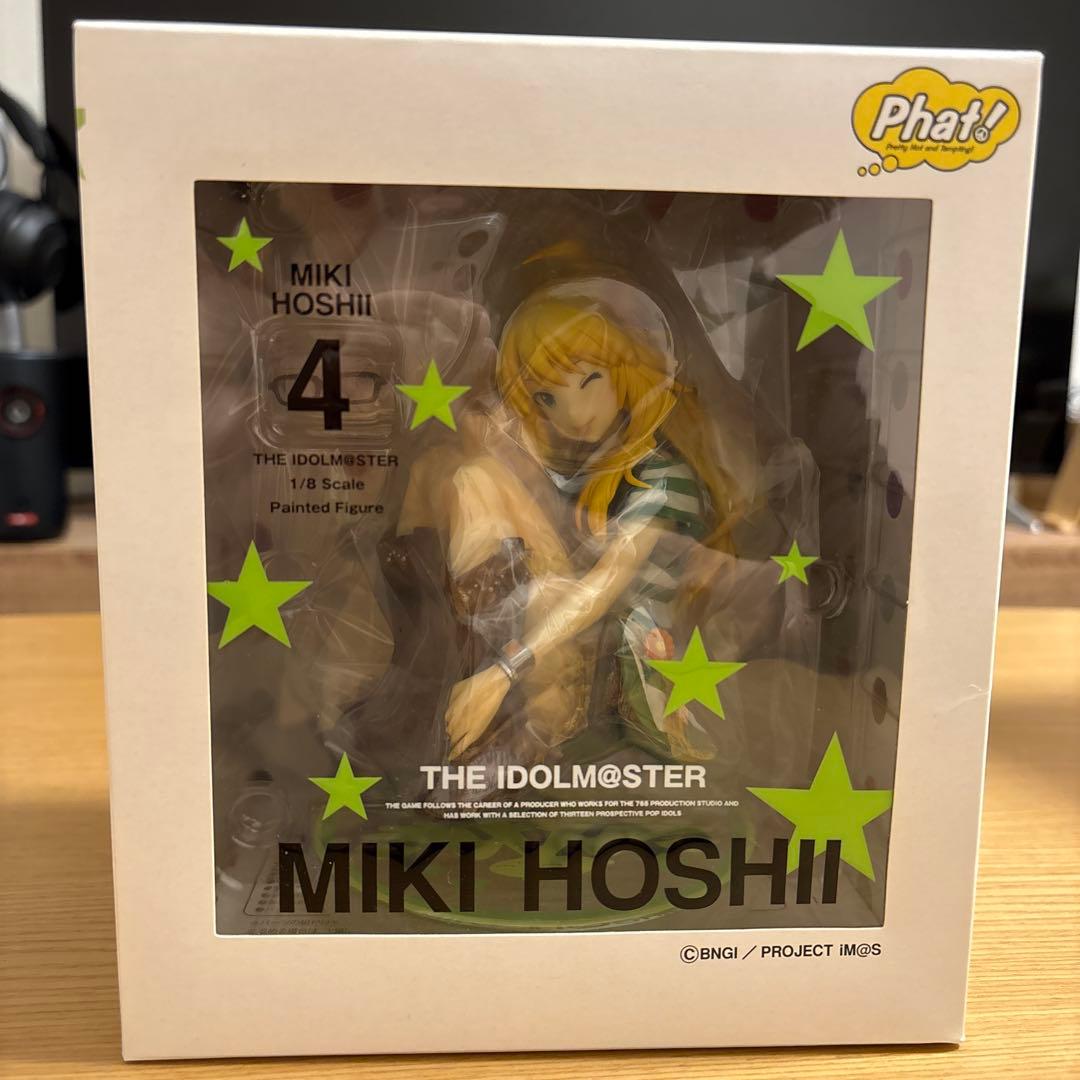 Phat!
Pretty Hot and Tempting!
MIKI
HOSHII
4
THE IDOLM@STER
1/8 Scale
Painted Figure
THE IDOLM@STER
THE GAME FOLLOWS THE CAREER OF A PRODUCER WHO WORKS FOR THE 765 PRODUCTION STUDIO AND
HAS WORK WITH A SELECTION OF THIRTEEN PROSPECTIVE POP IDOLS
MIKI HOSHII
©BNGI／PROJECT iM@S